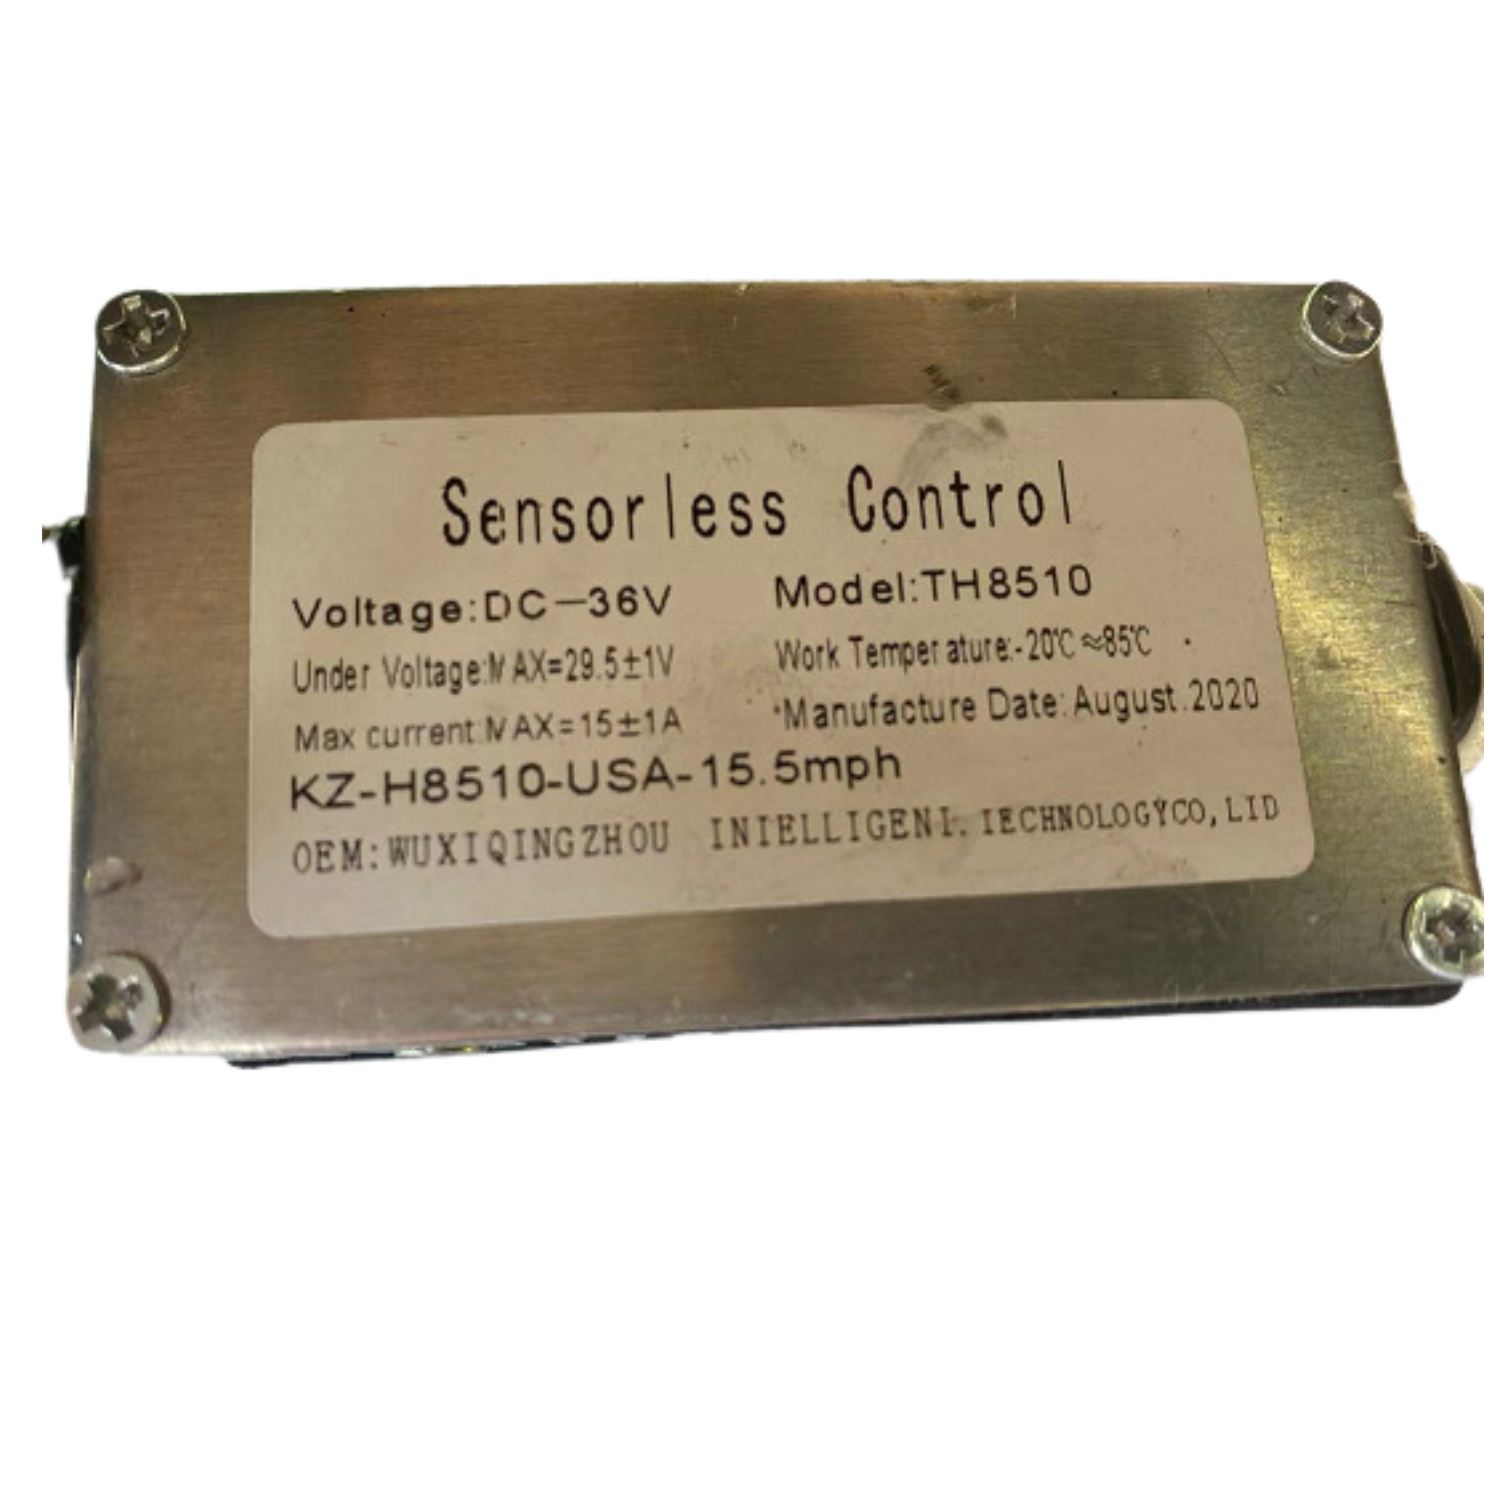 Sensorless Control
Voltage:DC—36V Model:TH8510
Under Voltage:MAX=29.5±1V Work Temperature:-20℃≈85℃
Max current:MAX=15±1A Manufacture Date:August.2020
KZ-H8510-USA-15.5mph
OEM:WUXIQINGZHOU INIELLIGENI.IECHNOLOGYCO,LID